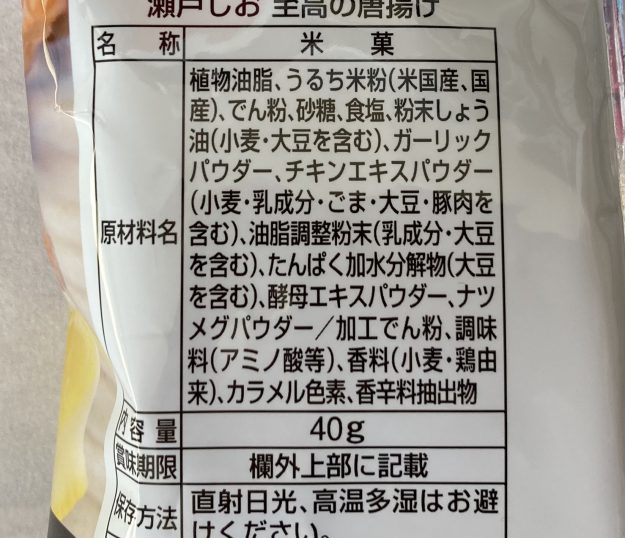 瀬戸しお 至高の唐揚げ
名称 米菓
植物油脂、うるち米粉(米国産、国
産)、でん粉、砂糖、食塩、粉末しょう
油(小麦・大豆を含む)、ガーリック
パウダー、チキンエキスパウダー
(小麦・乳成分・ごま・大豆・豚肉を
原材料名 含む)、油脂調整粉末(乳成分・大豆
を含む)、たんぱく加水分解物(大豆
を含む)、酵母エキスパウダー、ナツ
メグパウダー/加工でん粉、調味
料(アミノ酸等)、香料(小麦・鶏由
来)、カラメル色素、香辛料抽出物
内容量 40g
賞味期限 欄外上部に記載
保存方法 直射日光、高温多湿はお避
けください。